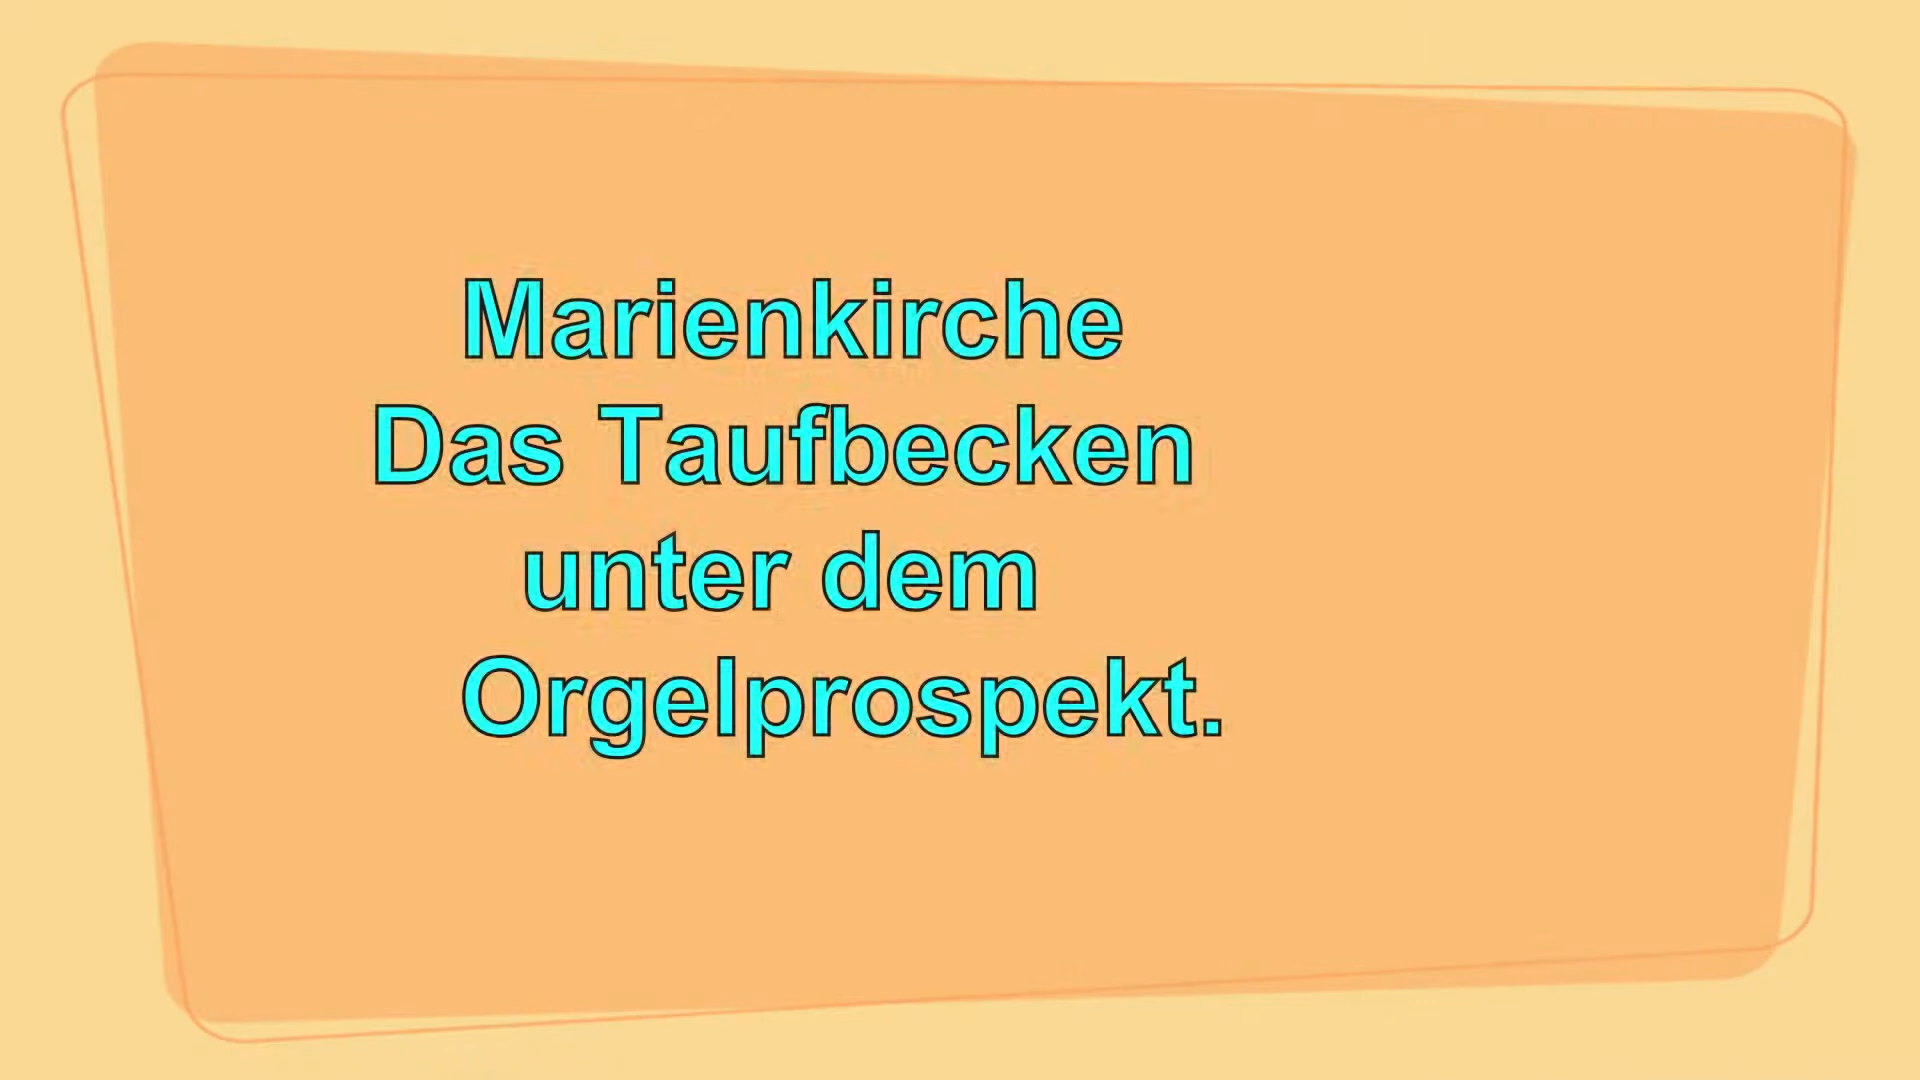 Marienkirche
Das Taufbecken
unter dem
Orgelprospekt.